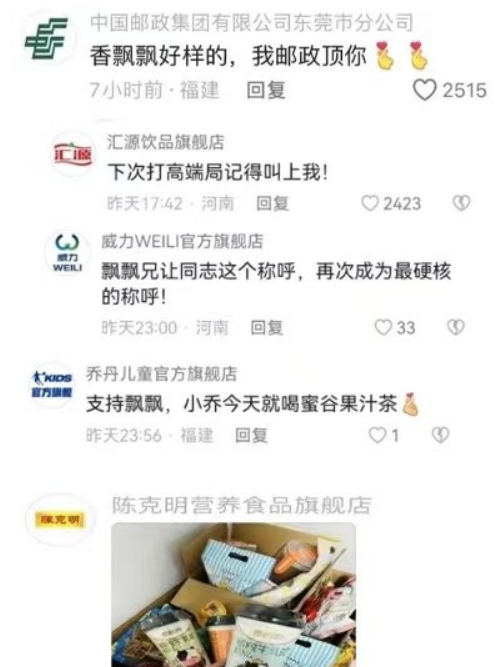 中国邮政集团有限公司东莞市分公司
香飘飘好样的，我邮政顶你
7小时前·福建 回复 2515
汇源
汇源饮品旗舰店
下次打高端局记得叫上我！
昨天17:42·河南 回复 2423
威力
WEILI
威力WEILI官方旗舰店
飘飘兄让同志这个称呼，再次成为最硬核
的称呼！
昨天23:00·河南 回复 33
KIDS
官方旗舰
乔丹儿童官方旗舰店
支持飘飘，小乔今天就喝蜜谷果汁茶
昨天23:56·福建 回复 1
陈克明
陈克明营养食品旗舰店